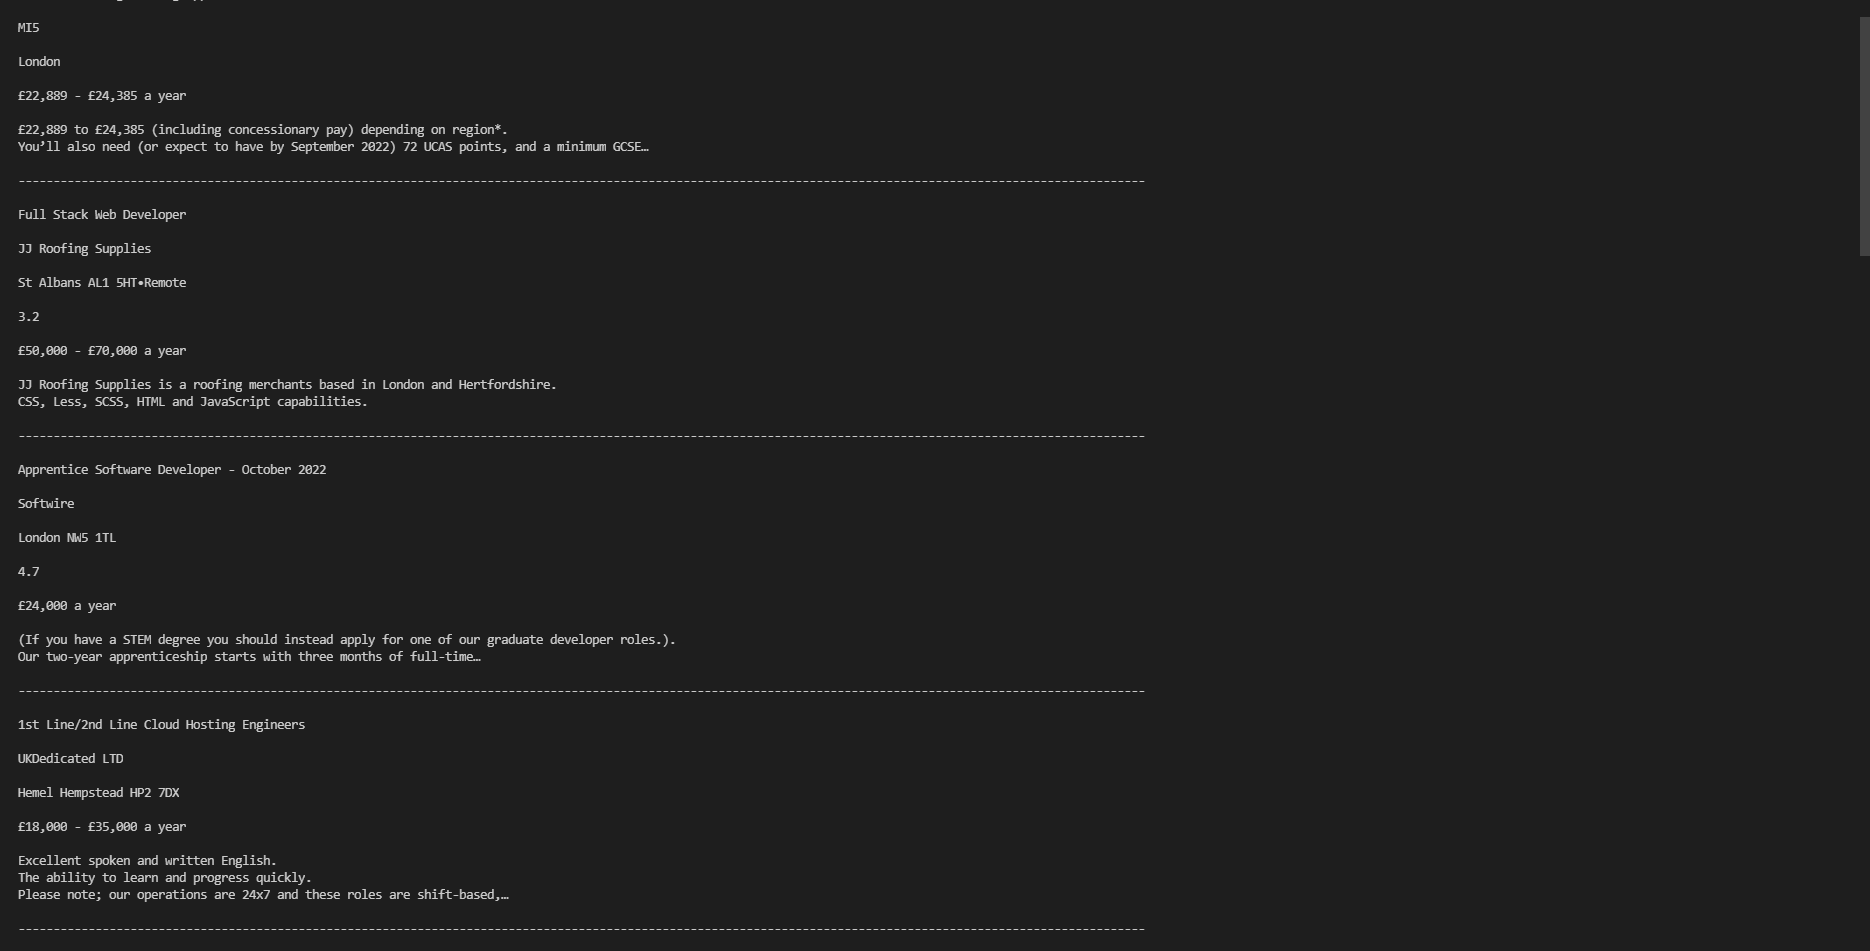 MI5
London
£22,889 - £24,385 a year
£22,889 to £24,385 (including concessionary pay) depending on region*.
You’ll also need (or expect to have by September 2022) 72 UCAS points, and a minimum GCSE…
-----------------------------------------------------------------------------------------------------------------------------------------------------------------
Full Stack Web Developer
JJ Roofing Supplies
St Albans AL1 5HT•Remote
3.2
£50,000 - £70,000 a year
JJ Roofing Supplies is a roofing merchants based in London and Hertfordshire.
CSS, Less, SCSS, HTML and JavaScript capabilities.
-----------------------------------------------------------------------------------------------------------------------------------------------------------------
Apprentice Software Developer - October 2022
Softwire
London NW5 1TL
4.7
£24,000 a year
(If you have a STEM degree you should instead apply for one of our graduate developer roles.).
Our two-year apprenticeship starts with three months of full-time…
-----------------------------------------------------------------------------------------------------------------------------------------------------------------
1st Line/2nd Line Cloud Hosting Engineers
UKDedicated LTD
Hemel Hempstead HP2 7DX
£18,000 - £35,000 a year
Excellent spoken and written English.
The ability to learn and progress quickly.
Please note; our operations are 24x7 and these roles are shift-based,…
-----------------------------------------------------------------------------------------------------------------------------------------------------------------